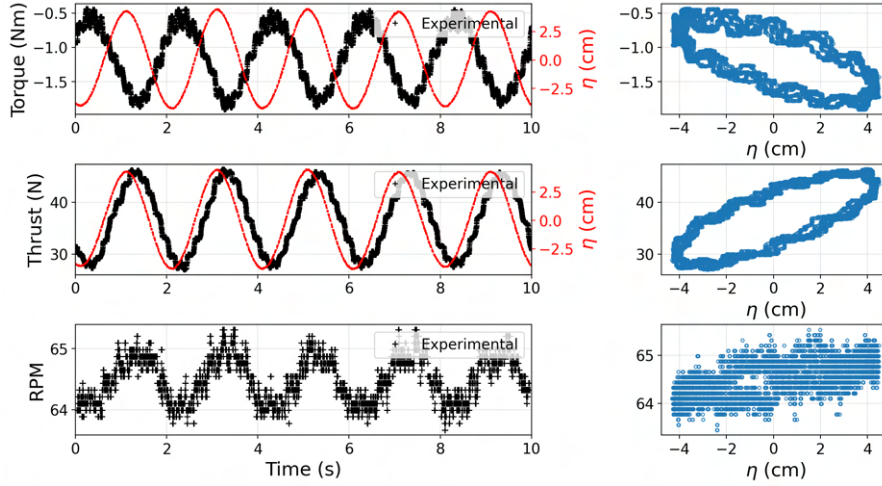 Torque (Nm)
−0.5
−1.0
−1.5
+ Experimental
2.5
0.0
−2.5
η (cm)
0 2 4 6 8 10
−0.5
−1.0
−1.5
−4 −2 0 2 4
η (cm)
Thrust (N)
40
30
+ Experimental
2.5
0.0
−2.5
η (cm)
0 2 4 6 8 10
40
30
−4 −2 0 2 4
η (cm)
RPM
65
64
+ Experimental
0 2 4 6 8 10
Time (s)
65
64
−4 −2 0 2 4
η (cm)